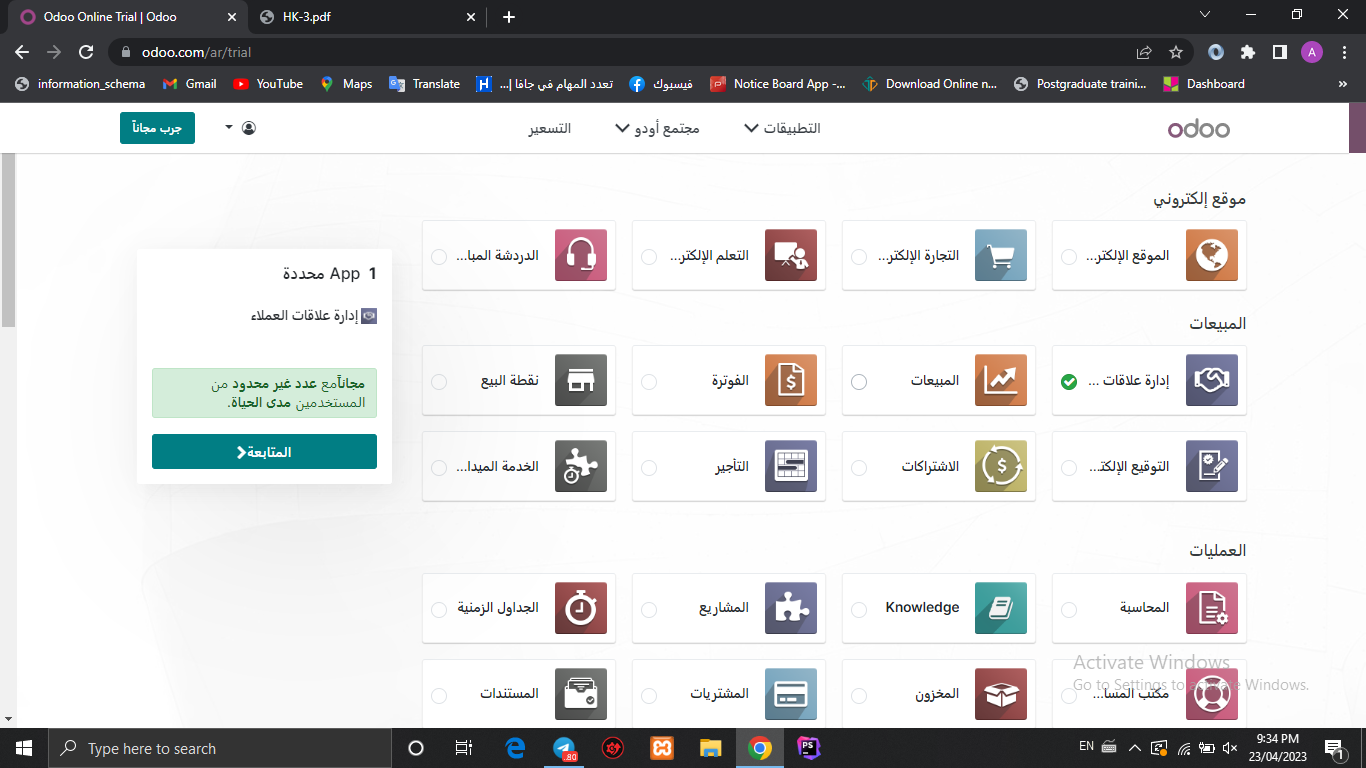 Odoo Online Trial | Odoo
HK-3.pdf
odoo.com/ar/trial
information_schema
Gmail
YouTube
Maps
Translate
تعدد المهام في جافا إ...
فيسبوك
Notice Board App -...
Download Online n...
Postgraduate traini...
Dashboard
odoo
التطبيقات
مجتمع أودو
التسعير
جرب مجاناً
موقع إلكتروني
الموقع الإلكتر...
التجارة الإلكتر...
التعلم الإلكتر...
الدردشة المبا...
المبيعات
إدارة علاقات ...
المبيعات
الفوترة
نقطة البيع
التوقيع الإلكتـ...
الاشتراكات
التأجير
الخدمة الميدا...
العمليات
المحاسبة
Knowledge
المشاريع
الجداول الزمنية
مكتب المسا...
المخزون
المشتريات
المستندات
1 App محددة
إدارة علاقات العملاء
مجاناًمع عدد غير محدود من
المستخدمين مدى الحياة.
المتابعة
Activate Windows
Go to Settings to activate Windows.
Type here to search
.80
PS
EN
9:34 PM
23/04/2023
1
A